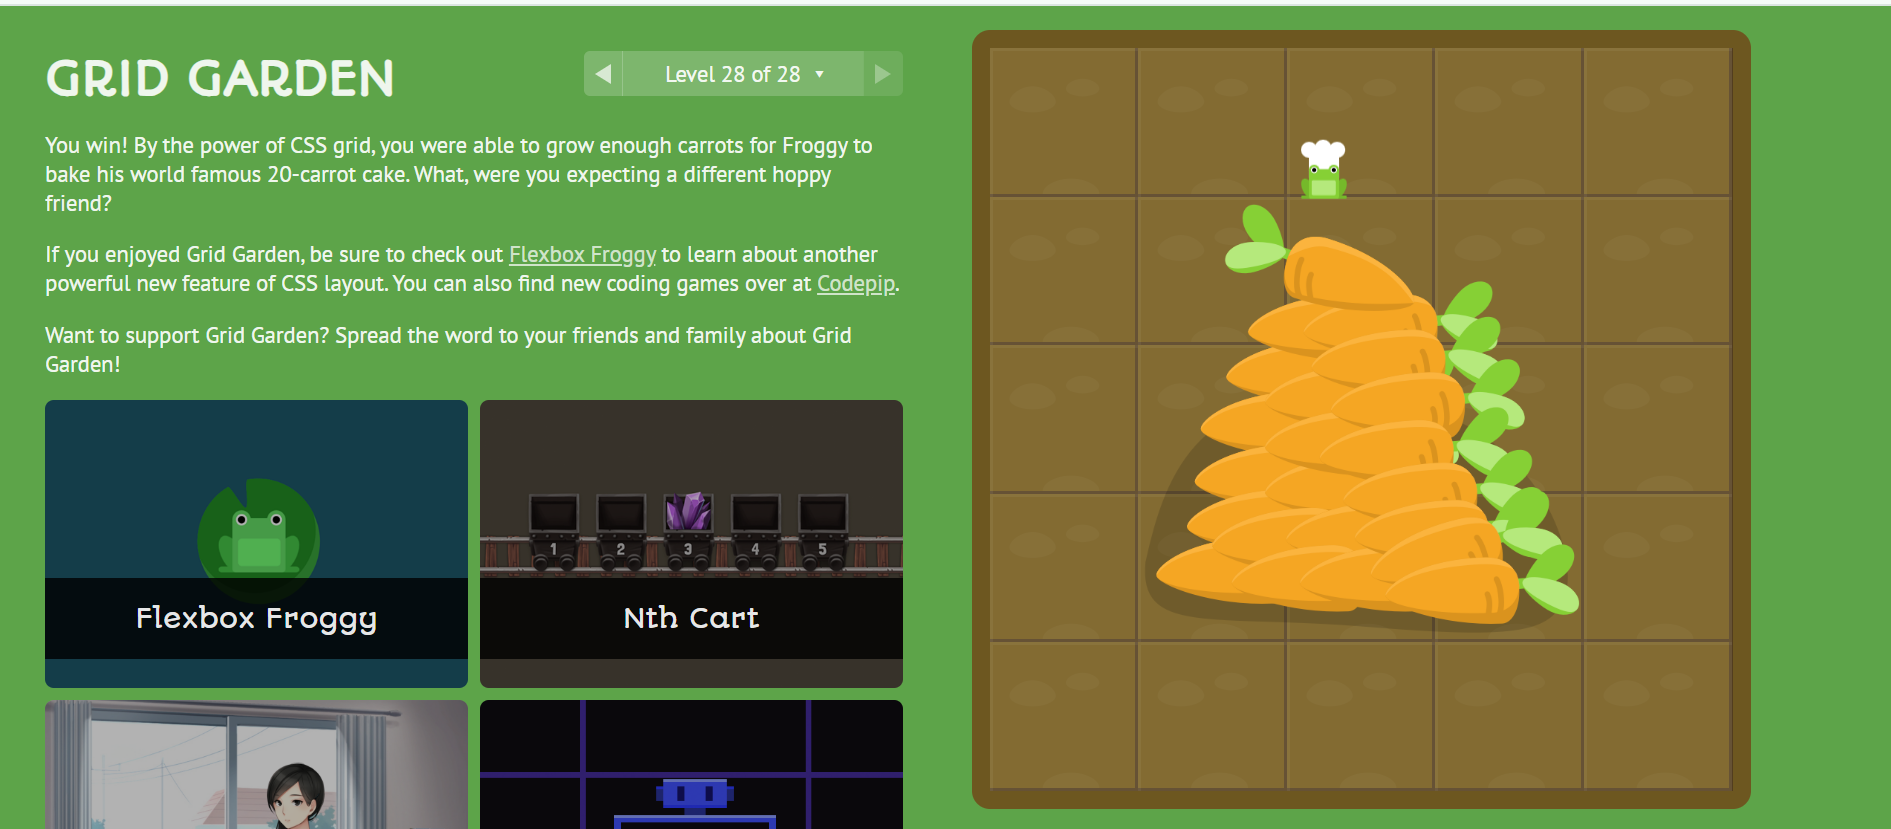 GRID GARDEN
Level 28 of 28
You win! By the power of CSS grid, you were able to grow enough carrots for Froggy to
bake his world famous 20-carrot cake. What, were you expecting a different hoppy
friend?
If you enjoyed Grid Garden, be sure to check out Flexbox Froggy to learn about another
powerful new feature of CSS layout. You can also find new coding games over at Codepip.
Want to support Grid Garden? Spread the word to your friends and family about Grid
Garden!
1 2 3 4 5
Flexbox Froggy
Nth Cart